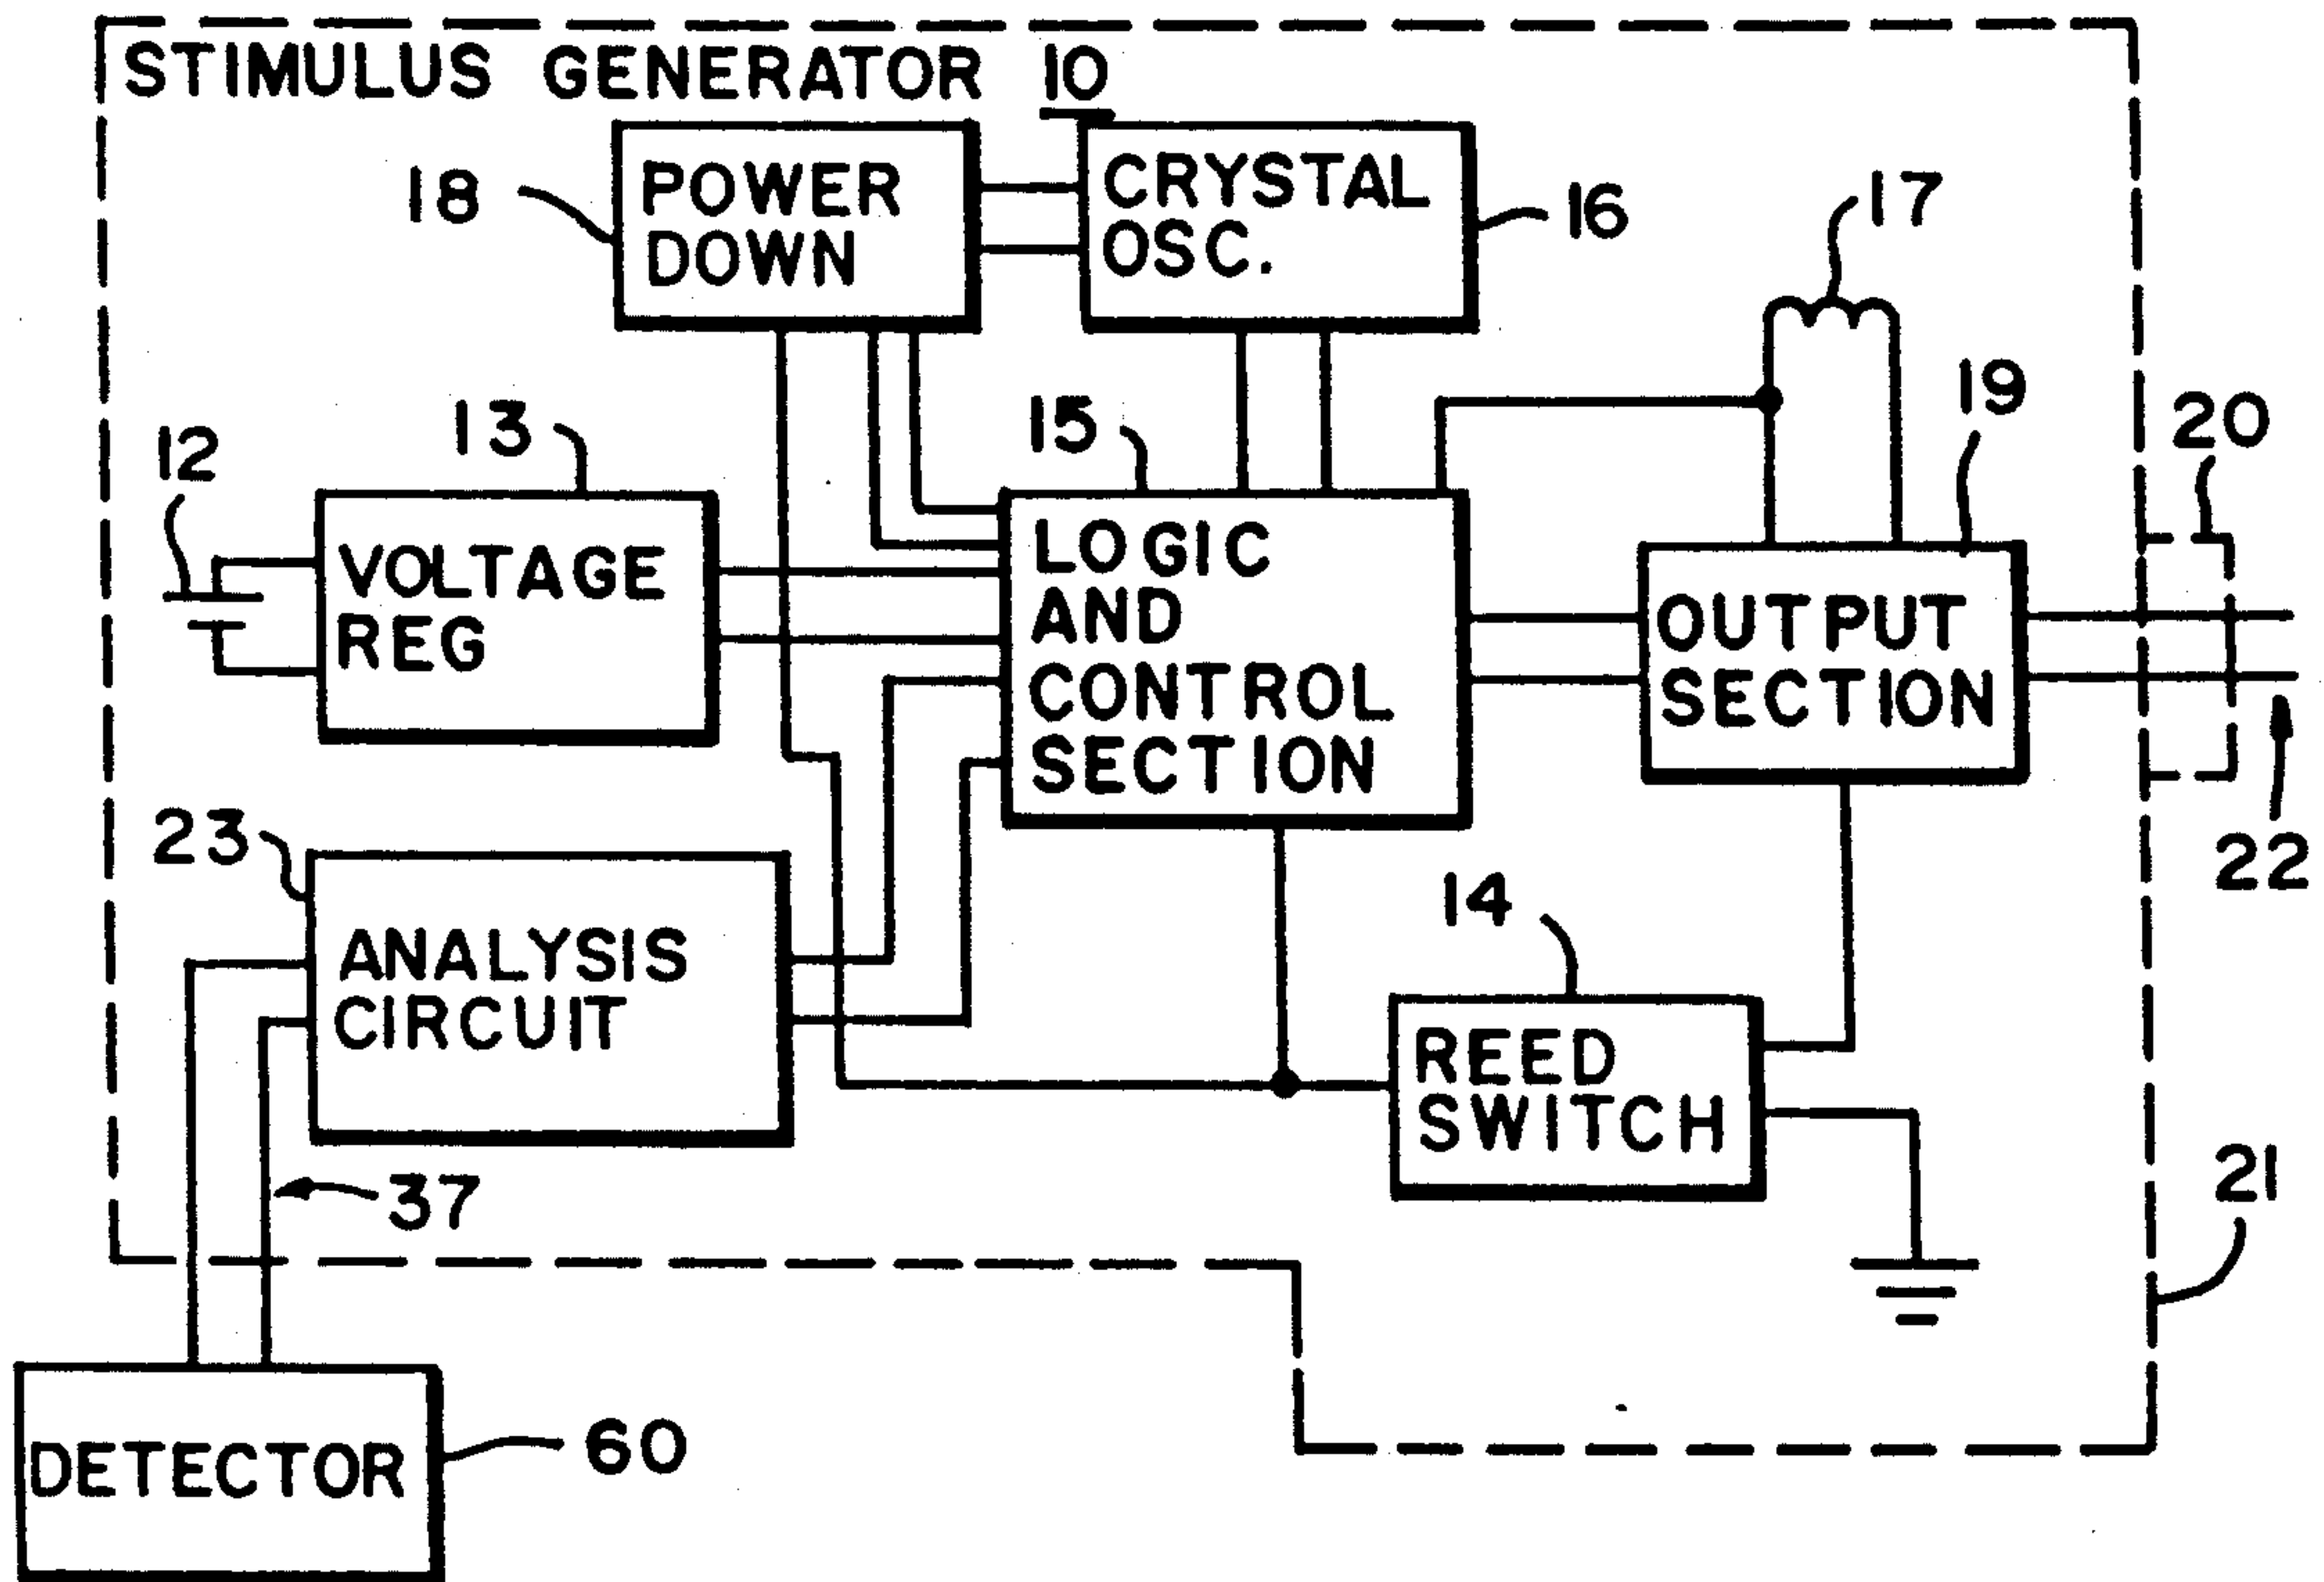 STIMULUS GENERATOR 10
18
POWER
DOWN
CRYSTAL
OSC.
16
17
12
13
15
19
20
VOLTAGE
REG
LOGIC
AND
CONTROL
SECTION
OUTPUT
SECTION
22
23
ANALYSIS
CIRCUIT
14
REED
SWITCH
21
37
DETECTOR
60